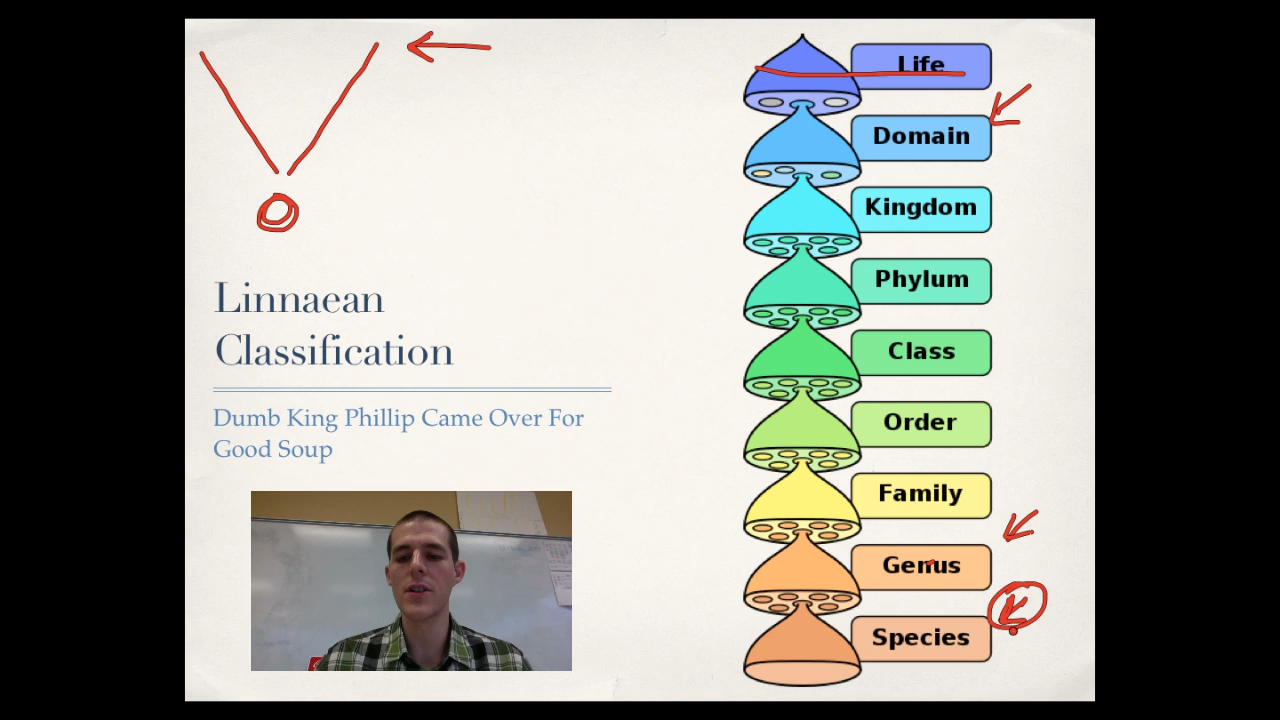 Linnaean
Classification
Dumb King Phillip Came Over For
Good Soup
Life
Domain
Kingdom
Phylum
Class
Order
Family
Genus
Species